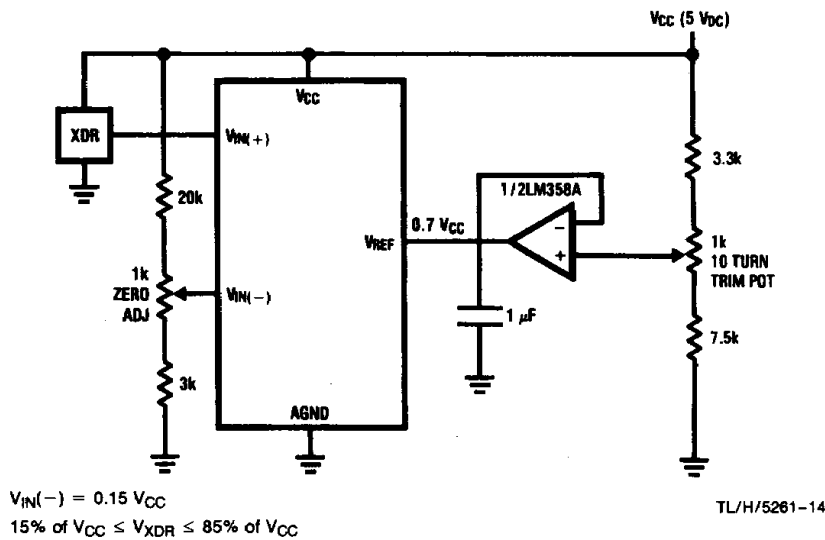 VCC (5 VDC)
VCC
XDR
VIN(+)
3.3k
1/2LM358A
20k
0.7 VCC
VREF
−
+
1k
10 TURN
TRIM POT
1k
ZERO
ADJ
VIN(−)
1 μF
7.5k
3k
AGND
VIN(−) = 0.15 VCC
15% of VCC ≤ VXDR ≤ 85% of VCC
TL/H/5261-14